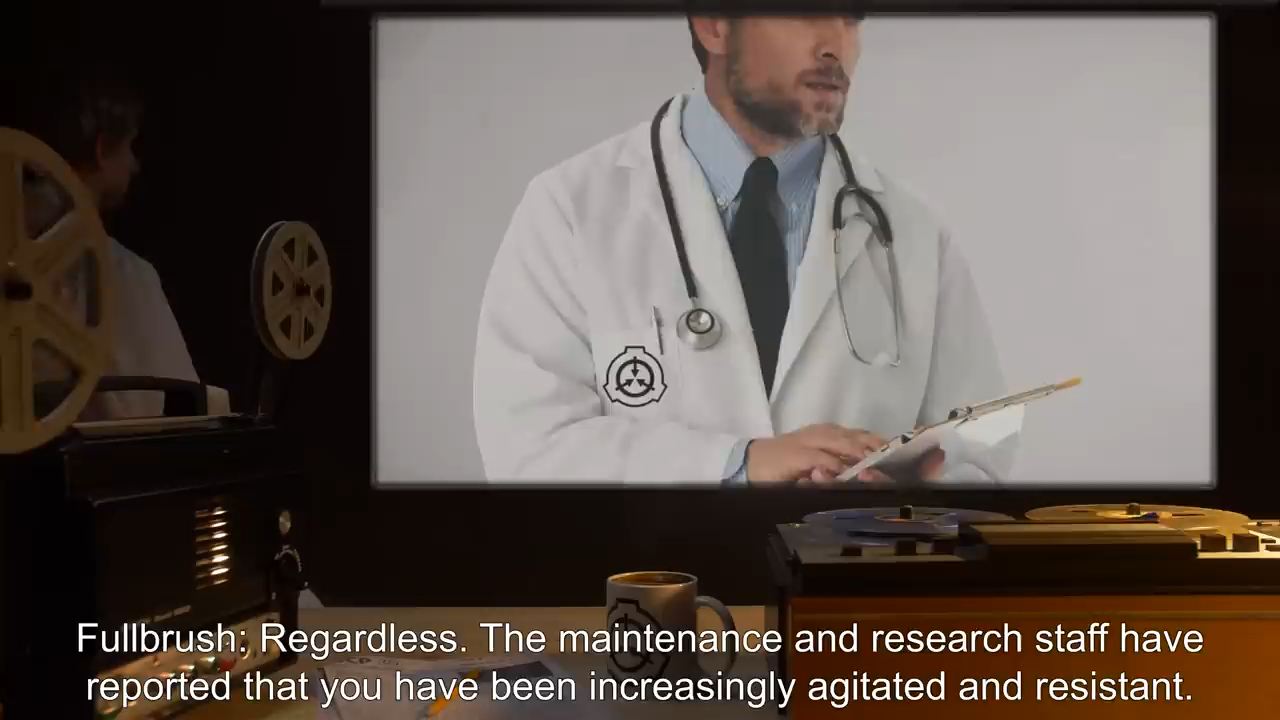 Fullbrush: Regardless. The maintenance and research staff have
reported that you have been increasingly agitated and resistant.